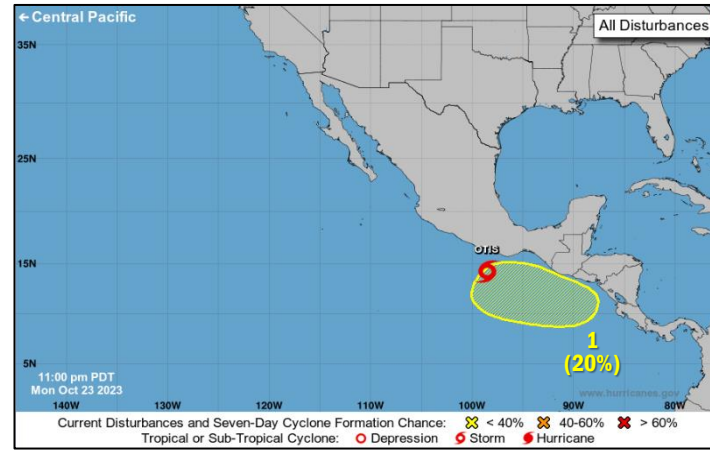 ← Central Pacific
All Disturbances
35N
25N
OTIS
15N
1
(20%)
5N
11:00 pm PDT
Mon Oct 23 2023
www.hurricanes.gov
140W 130W 120W 110W 100W 90W 80W
Current Disturbances and Seven-Day Cyclone Formation Chance: < 40% 40-60% > 60%
Tropical or Sub-Tropical Cyclone: Depression Storm Hurricane